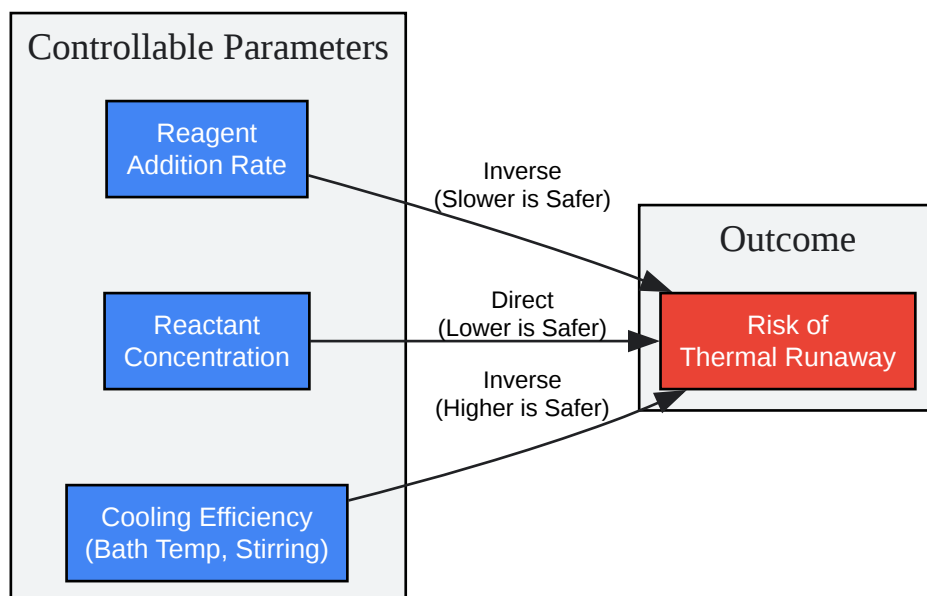 Controllable Parameters
Reagent
Addition Rate
Inverse
(Slower is Safer)
Outcome
Reactant
Concentration
Direct
(Lower is Safer)
Risk of
Thermal Runaway
Inverse
(Higher is Safer)
Cooling Efficiency
(Bath Temp, Stirring)